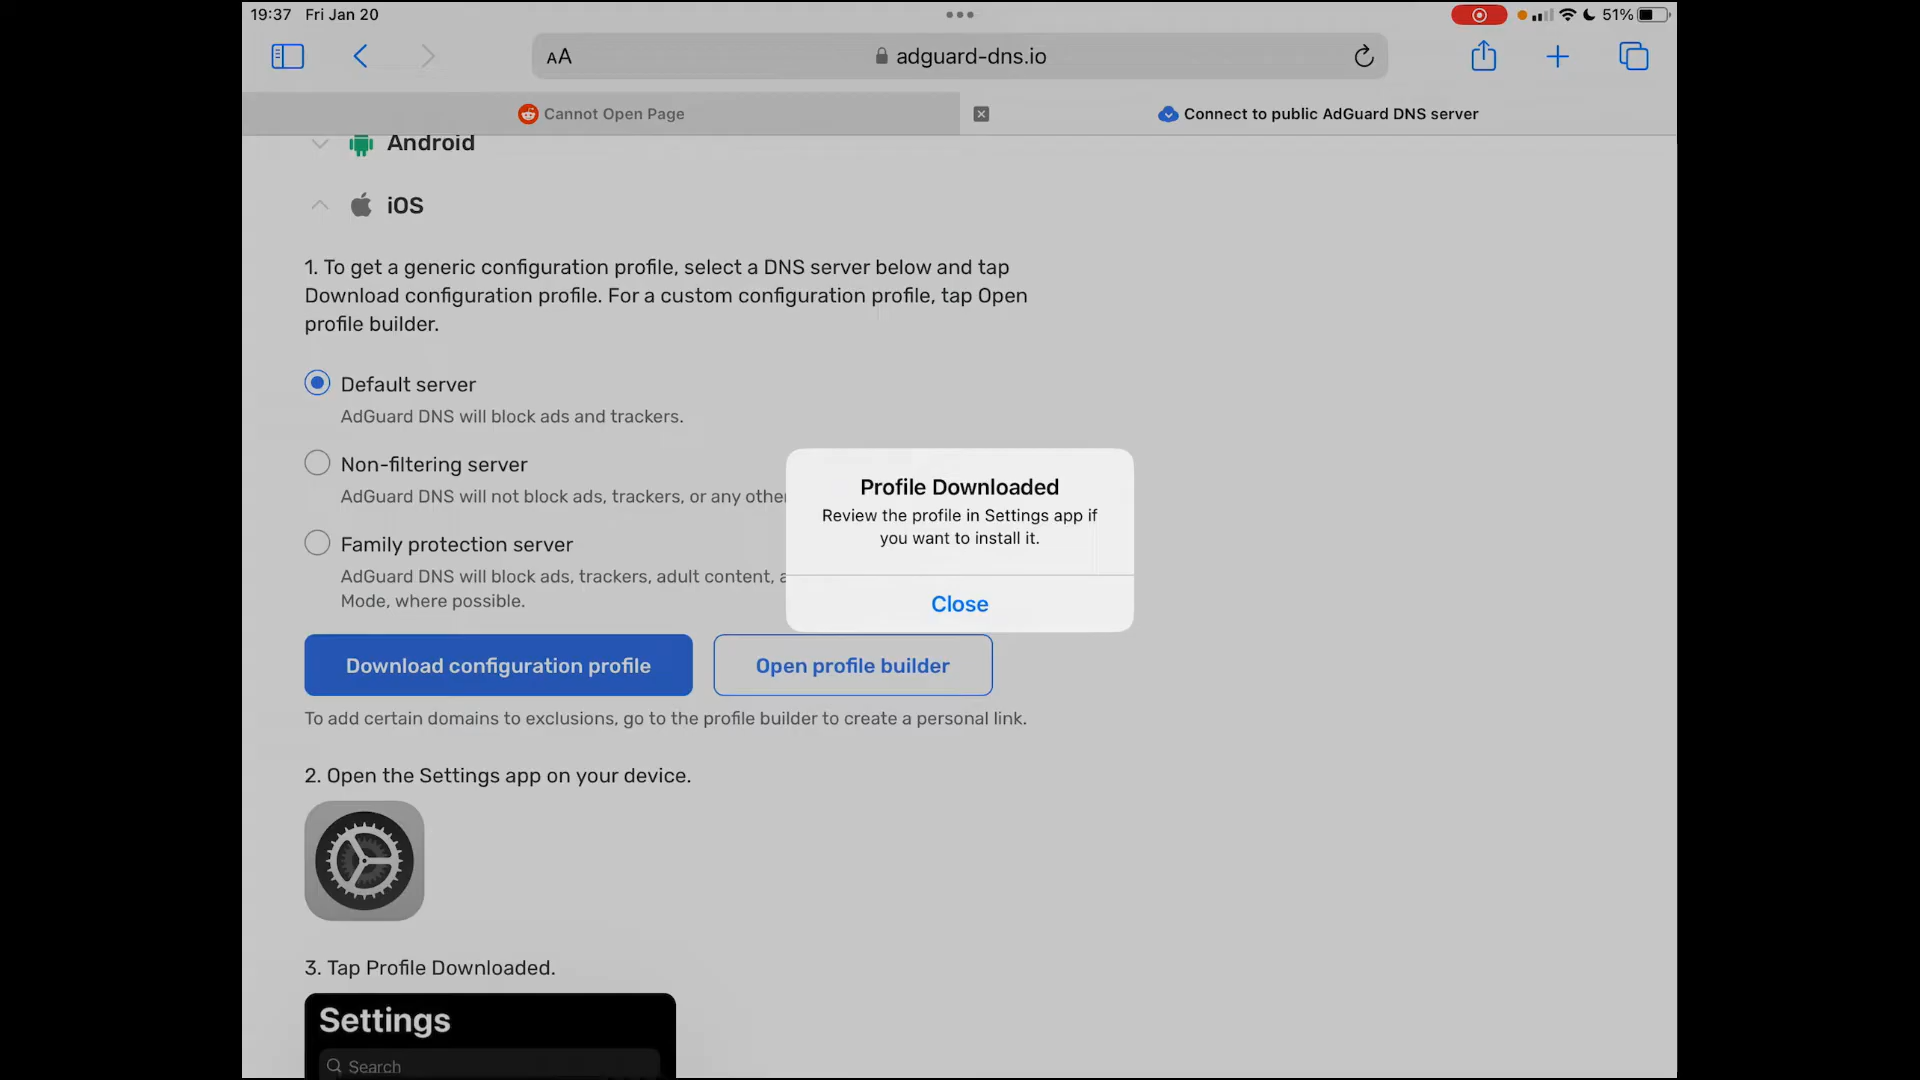 19:37 Fri Jan 20
51%
AA
adguard-dns.io
Cannot Open Page
Connect to public AdGuard DNS server
Android
iOS
1. To get a generic configuration profile, select a DNS server below and tap
Download configuration profile. For a custom configuration profile, tap Open
profile builder.
Default server
AdGuard DNS will block ads and trackers.
Non-filtering server
AdGuard DNS will not block ads, trackers, or any other
Family protection server
AdGuard DNS will block ads, trackers, adult content, a
Mode, where possible.
Profile Downloaded
Review the profile in Settings app if
you want to install it.
Close
Download configuration profile
Open profile builder
To add certain domains to exclusions, go to the profile builder to create a personal link.
2. Open the Settings app on your device.
3. Tap Profile Downloaded.
Settings
Search